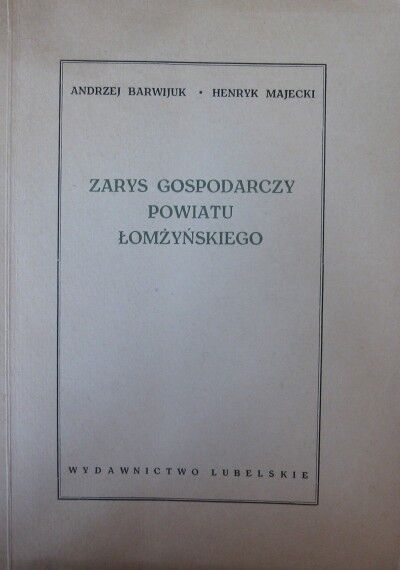 ANDRZEJ BARWIJUK • HENRYK MAJECKI
ZARYS GOSPODARCZY
POWIATU
ŁOMŻYŃSKIEGO
WYDAWNICTWO LUBELSKIE